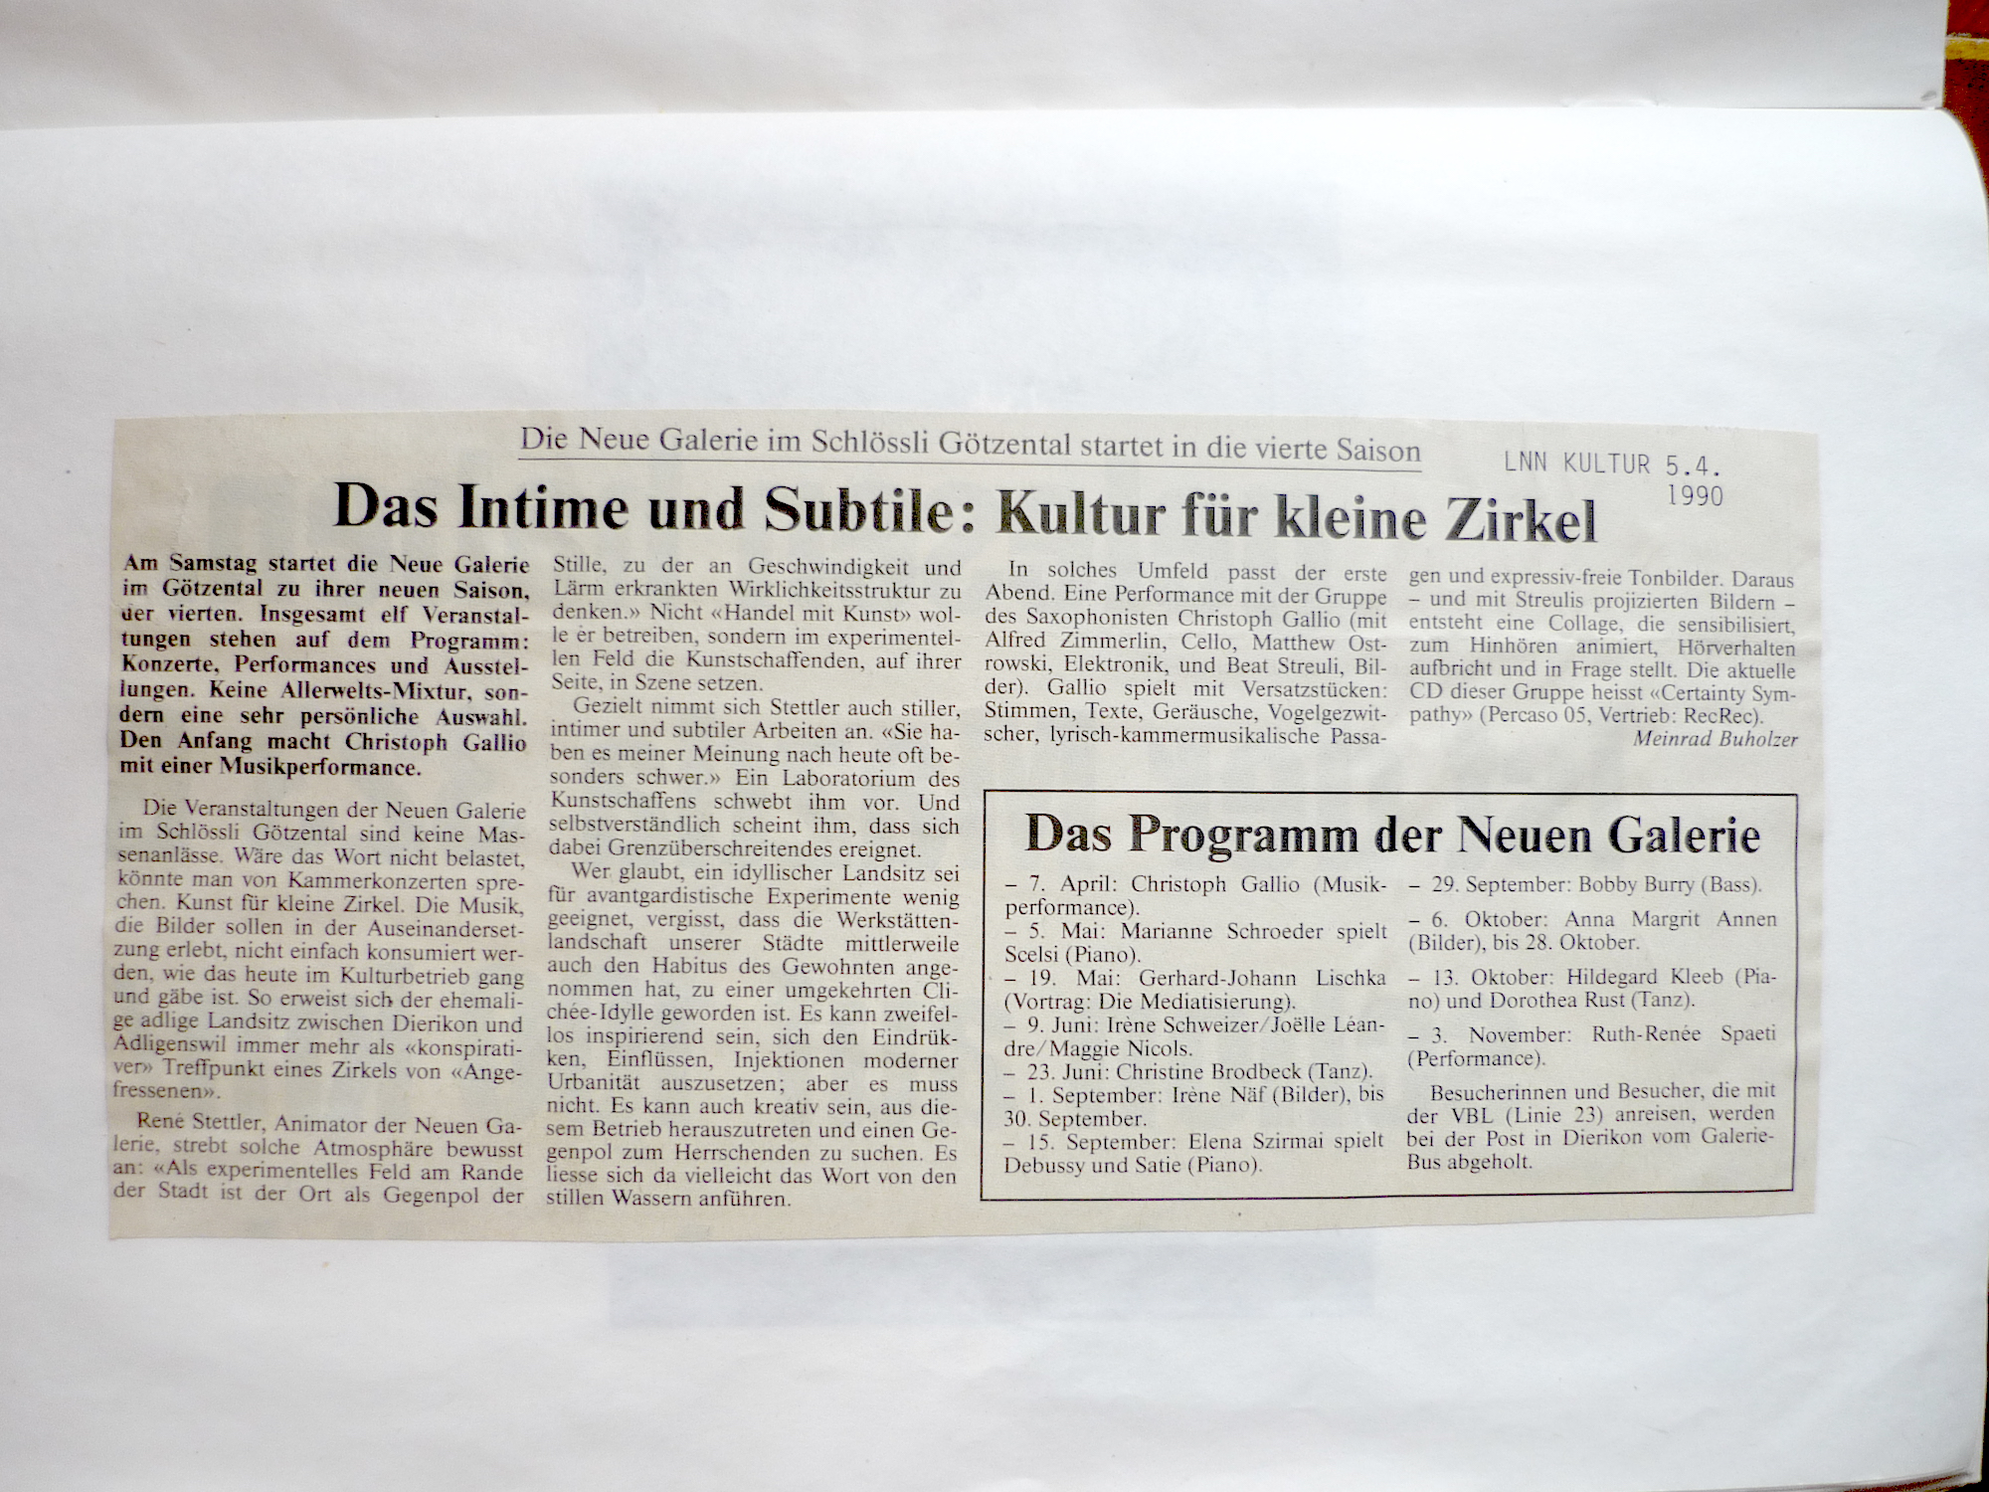 Die Neue Galerie im Schlössli Götzental startet in die vierte Saison
LNN KULTUR 5.4.
1990
Das Intime und Subtile: Kultur für kleine Zirkel
Am Samstag startet die Neue Galerie
im Götzental zu ihrer neuen Saison,
der vierten. Insgesamt elf Veranstal-
tungen stehen auf dem Programm:
Konzerte, Performances und Ausstel-
lungen. Keine Allerwelts-Mixtur, son-
dern eine sehr persönliche Auswahl.
Den Anfang macht Christoph Gallio
mit einer Musikperformance.
Die Veranstaltungen der Neuen Galerie
im Schlössli Götzental sind keine Mas-
senanlässe. Wäre das Wort nicht belastet,
könnte man von Kammerkonzerten spre-
chen. Kunst für kleine Zirkel. Die Musik,
die Bilder sollen in der Auseinanderset-
zung erlebt, nicht einfach konsumiert wer-
den, wie das heute im Kulturbetrieb gang
und gäbe ist. So erweist sich der ehemali-
ge adlige Landsitz zwischen Dierikon und
Adligenswil immer mehr als «konspirati-
ver» Treffpunkt eines Zirkels von «Ange-
fressenen».
René Stettler, Animator der Neuen Ga-
lerie, strebt solche Atmosphäre bewusst
an: «Als experimentelles Feld am Rande
der Stadt ist der Ort als Gegenpol der
Stille, zu der an Geschwindigkeit und
Lärm erkrankten Wirklichkeitsstruktur zu
denken.» Nicht «Handel mit Kunst» wol-
le er betreiben, sondern im experimentel-
len Feld die Kunstschaffenden, auf ihrer
Seite, in Szene setzen.
Gezielt nimmt sich Stettler auch stiller,
intimer und subtiler Arbeiten an. «Sie ha-
ben es meiner Meinung nach heute oft be-
sonders schwer.» Ein Laboratorium des
Kunstschaffens schwebt ihm vor. Und
selbstverständlich scheint ihm, dass sich
dabei Grenzüberschreitendes ereignet.
Wer glaubt, ein idyllischer Landsitz sei
für avantgardistische Experimente wenig
geeignet, vergisst, dass die Werkstätten-
landschaft unserer Städte mittlerweile
auch den Habitus des Gewohnten ange-
nommen hat, zu einer umgekehrten Cli-
chée-Idylle geworden ist. Es kann zweifel-
los inspirierend sein, sich den Eindrük-
ken, Einflüssen, Injektionen moderner
Urbanität auszusetzen; aber es muss
nicht. Es kann auch kreativ sein, aus die-
sem Betrieb herauszutreten und einen Ge-
genpol zum Herrschenden zu suchen. Es
liesse sich da vielleicht das Wort von den
stillen Wassern anführen.
In solches Umfeld passt der erste
Abend. Eine Performance mit der Gruppe
des Saxophonisten Christoph Gallio (mit
Alfred Zimmerlin, Cello, Matthew Ost-
rowski, Elektronik, und Beat Streuli, Bil-
der). Gallio spielt mit Versatzstücken:
Stimmen, Texte, Geräusche, Vogelgezwit-
scher, lyrisch-kammermusikalische Passa-
gen und expressiv-freie Tonbilder. Daraus
– und mit Streulis projizierten Bildern –
entsteht eine Collage, die sensibilisiert,
zum Hinhören animiert, Hörverhalten
aufbricht und in Frage stellt. Die aktuelle
CD dieser Gruppe heisst «Certainty Sym-
pathy» (Percaso 05, Vertrieb: RecRec).
Meinrad Buholzer
Das Programm der Neuen Galerie
– 7. April: Christoph Gallio (Musik-
performance).
– 5. Mai: Marianne Schroeder spielt
Scelsi (Piano).
– 19. Mai: Gerhard-Johann Lischka
(Vortrag: Die Mediatisierung).
– 9. Juni: Irène Schweizer/Joëlle Léan-
dre/Maggie Nicols.
– 23. Juni: Christine Brodbeck (Tanz).
– 1. September: Irène Näf (Bilder), bis
30. September.
– 15. September: Elena Szirmai spielt
Debussy und Satie (Piano).
– 29. September: Bobby Burry (Bass).
– 6. Oktober: Anna Margrit Annen
(Bilder), bis 28. Oktober.
– 13. Oktober: Hildegard Kleeb (Pia-
no) und Dorothea Rust (Tanz).
– 3. November: Ruth-Renée Spaeti
(Performance).
Besucherinnen und Besucher, die mit
der VBL (Linie 23) anreisen, werden
bei der Post in Dierikon vom Galerie-
Bus abgeholt.